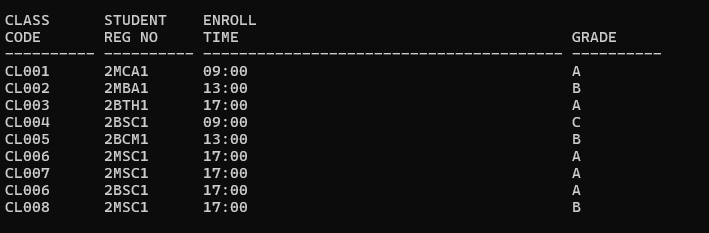 CLASS      STUDENT    ENROLL
CODE       REG NO     TIME                                     GRADE
---------- ---------- ---------------------------------------- ----------
CL001      2MCA1      09:00                                    A
CL002      2MBA1      13:00                                    B
CL003      2BTH1      17:00                                    A
CL004      2BSC1      09:00                                    C
CL005      2BCM1      13:00                                    B
CL006      2MSC1      17:00                                    A
CL007      2MSC1      17:00                                    A
CL006      2BSC1      17:00                                    A
CL008      2MSC1      17:00                                    B